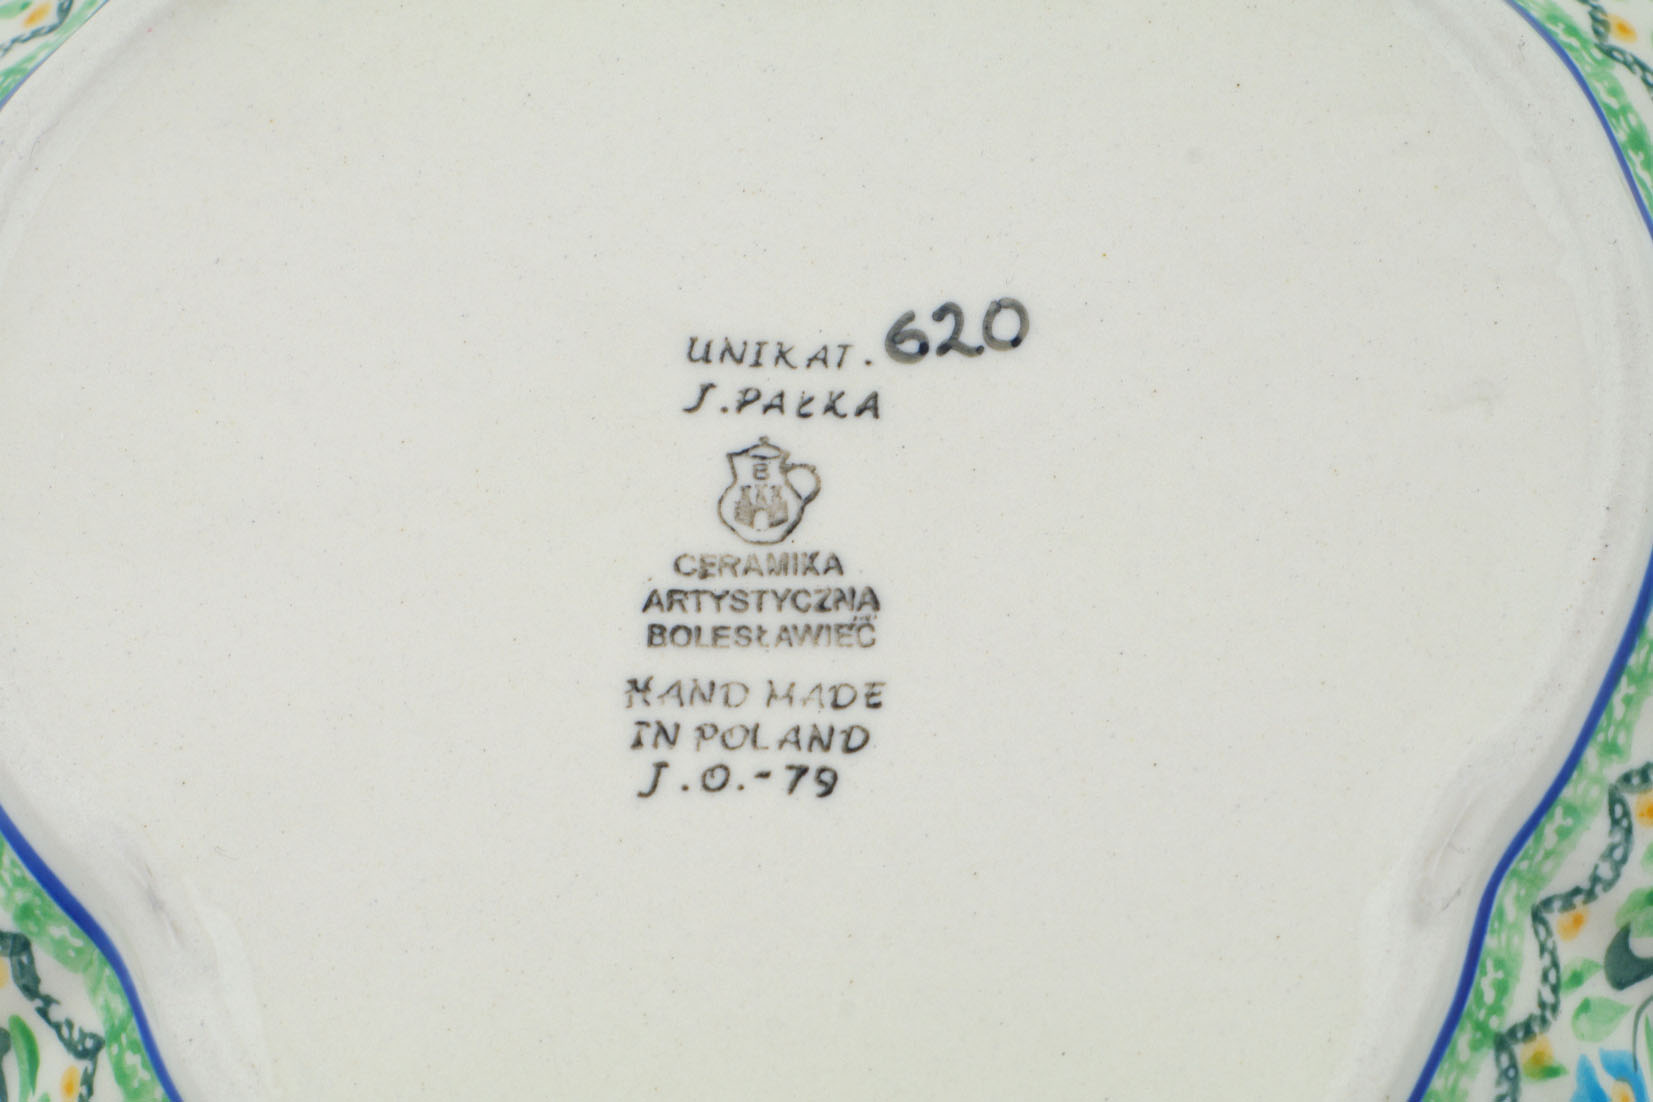 UNIKAT. 620
J. PAŁKA
B
CERAMIKA
ARTYSTYCZNA
BOLESŁAWIEC
HAND MADE
IN POLAND
J.O.-79